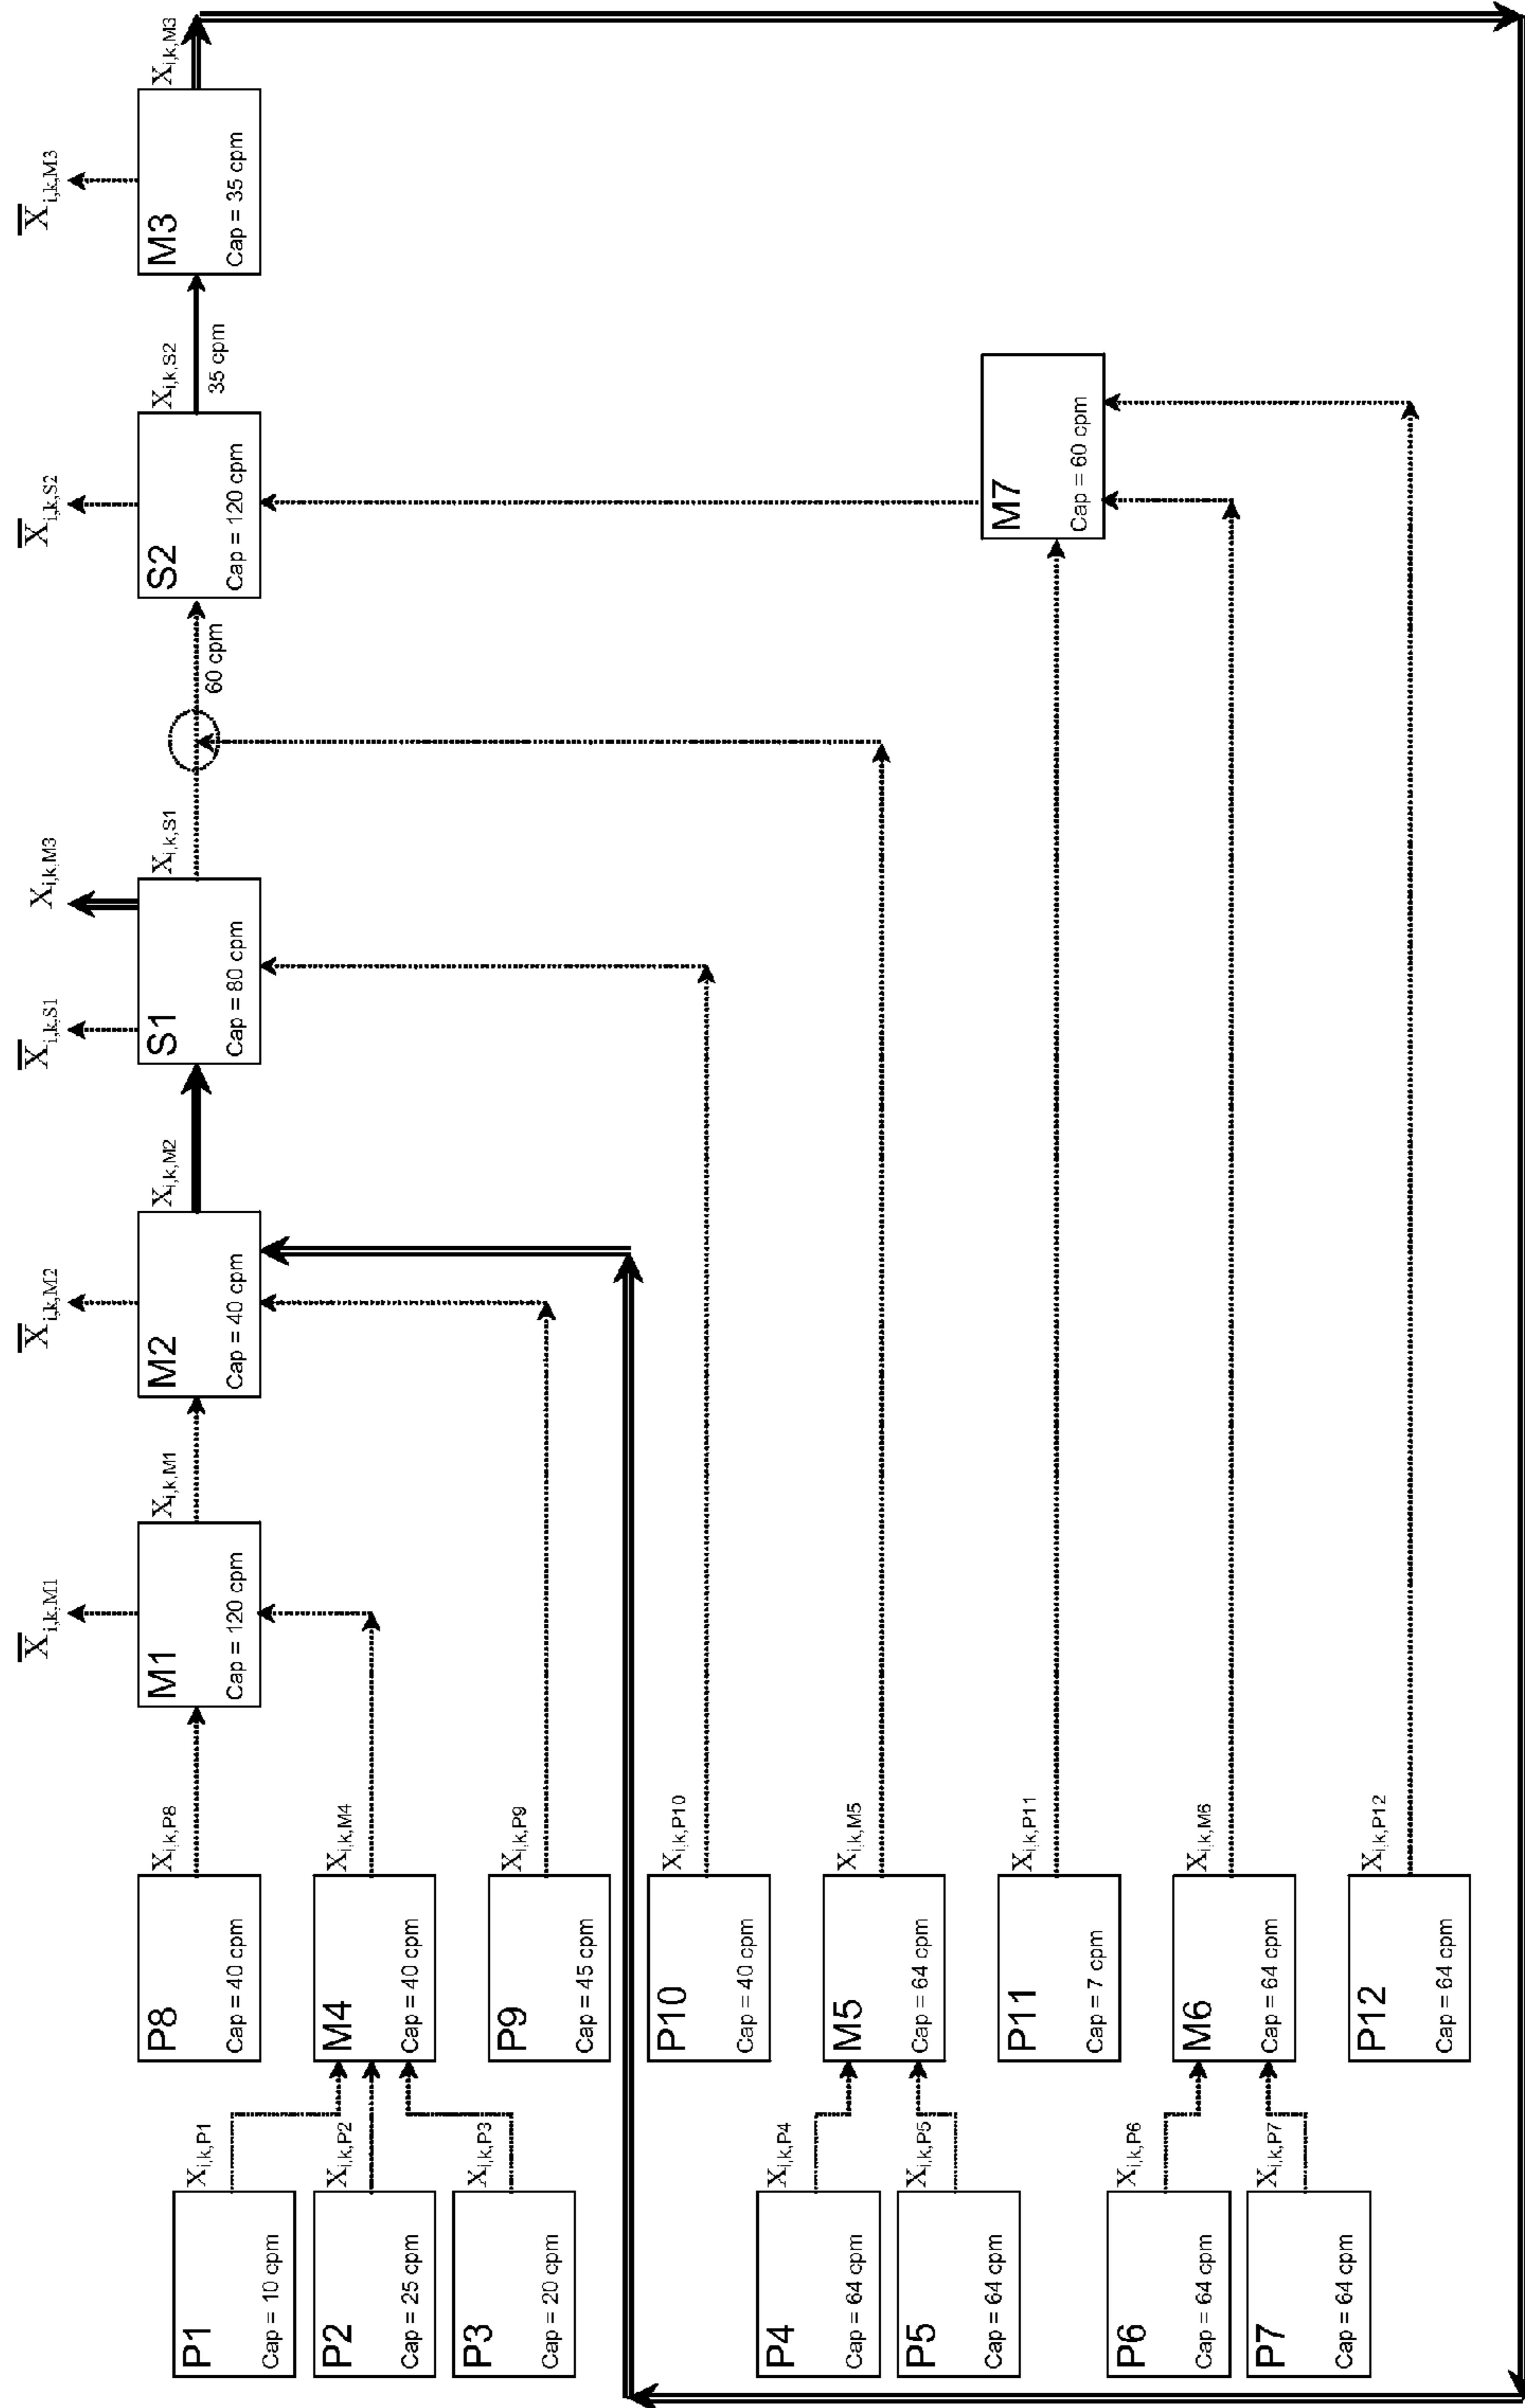 P1
Cap = 10 cpm
Xi,k,P1
P2
Cap = 25 cpm
Xi,k,P2
P3
Cap = 20 cpm
Xi,k,P3
P4
Cap = 64 cpm
Xi,k,P4
P5
Cap = 64 cpm
Xi,k,P5
P6
Cap = 64 cpm
Xi,k,P6
P7
Cap = 64 cpm
Xi,k,P7
P8
Cap = 40 cpm
Xi,k,P8
M4
Cap = 40 cpm
Xi,k,M4
P9
Cap = 45 cpm
Xi,k,P9
P10
Cap = 40 cpm
Xi,k,P10
M5
Cap = 64 cpm
Xi,k,M5
P11
Cap = 7 cpm
Xi,k,P11
M6
Cap = 64 cpm
Xi,k,M6
P12
Cap = 64 cpm
Xi,k,P12
X̅i,k,M1
M1
Cap = 120 cpm
Xi,k,M1
X̅i,k,M2
M2
Cap = 40 cpm
Xi,k,M2
X̅i,k,S1
Xi,k,M3
S1
Cap = 80 cpm
Xi,k,S1
60 cpm
X̅i,k,S2
S2
Cap = 120 cpm
Xi,k,S2
35 cpm
M7
Cap = 60 cpm
X̅i,k,M3
M3
Cap = 35 cpm
Xi,k,M3